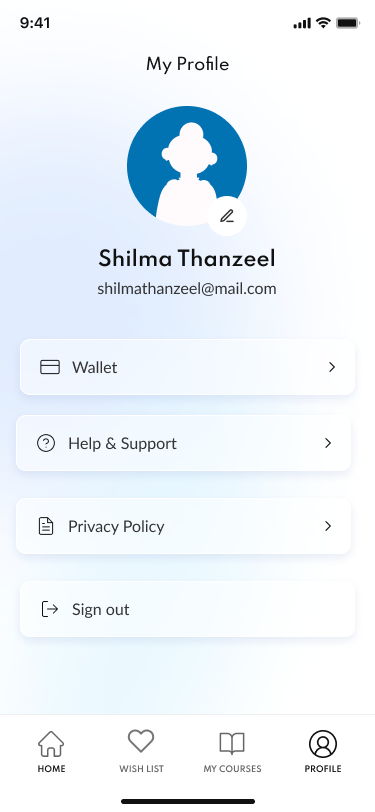 9:41
My Profile
Shilma Thanzeel
shilmathanzeel@mail.com
Wallet
Help & Support
Privacy Policy
Sign out
HOME WISH LIST MY COURSES PROFILE